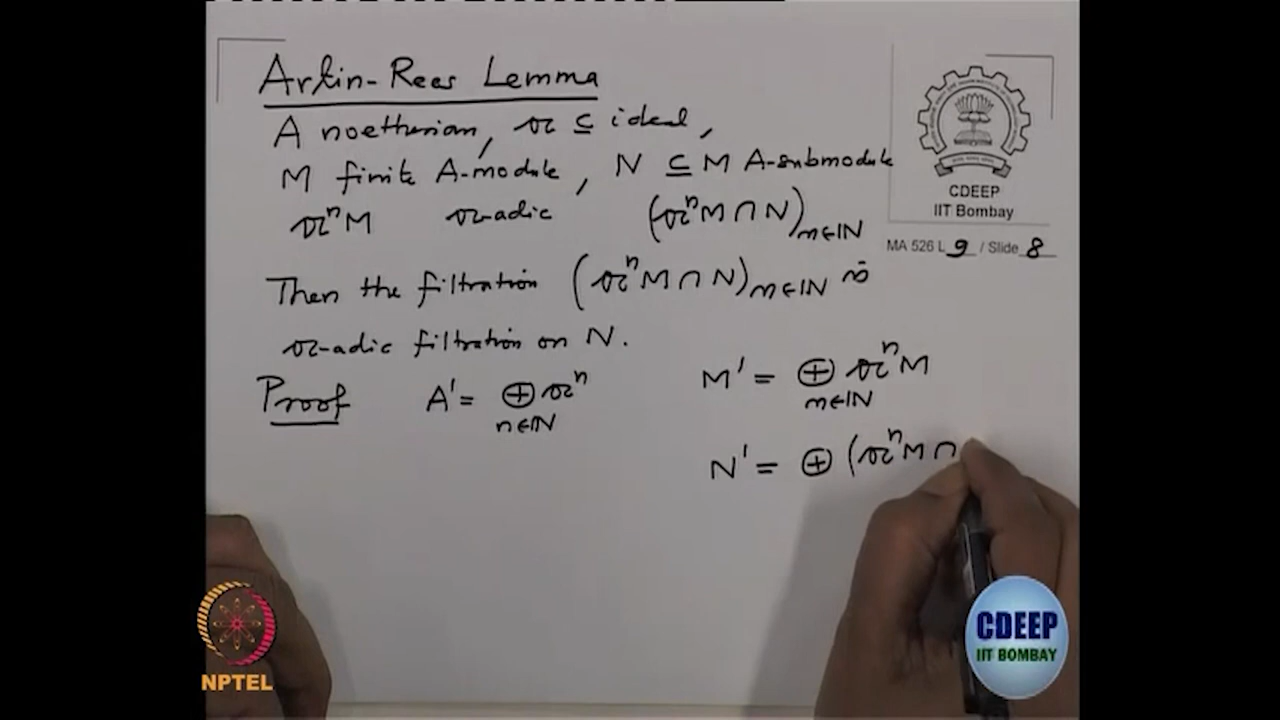 Artin-Rees Lemma
A noetherian, 𝔞 ⊆ ideal,
M finite A-module, N ⊆ M A-submodule
𝔞ⁿM 𝔞-adic (𝔞ⁿM ∩ N)ₙ∈ℕ
Then the filtration (𝔞ⁿM ∩ N)ₙ∈ℕ is
𝔞-adic filtration on N.
Proof A' = ⊕ 𝔞ⁿ
n∈ℕ
M' = ⊕ 𝔞ⁿM
n∈ℕ
N' = ⊕ (𝔞ⁿM ∩
CDEEP
IIT Bombay
MA 526 L 9 / Slide 8
NPTEL
CDEEP
IIT BOMBAY